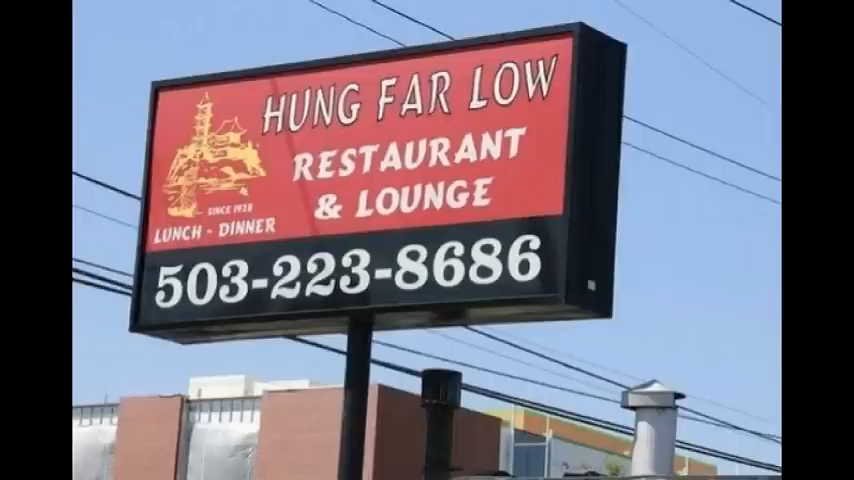 HUNG FAR LOW
RESTAURANT
& LOUNGE
SINCE 1928
LUNCH - DINNER
503-223-8686